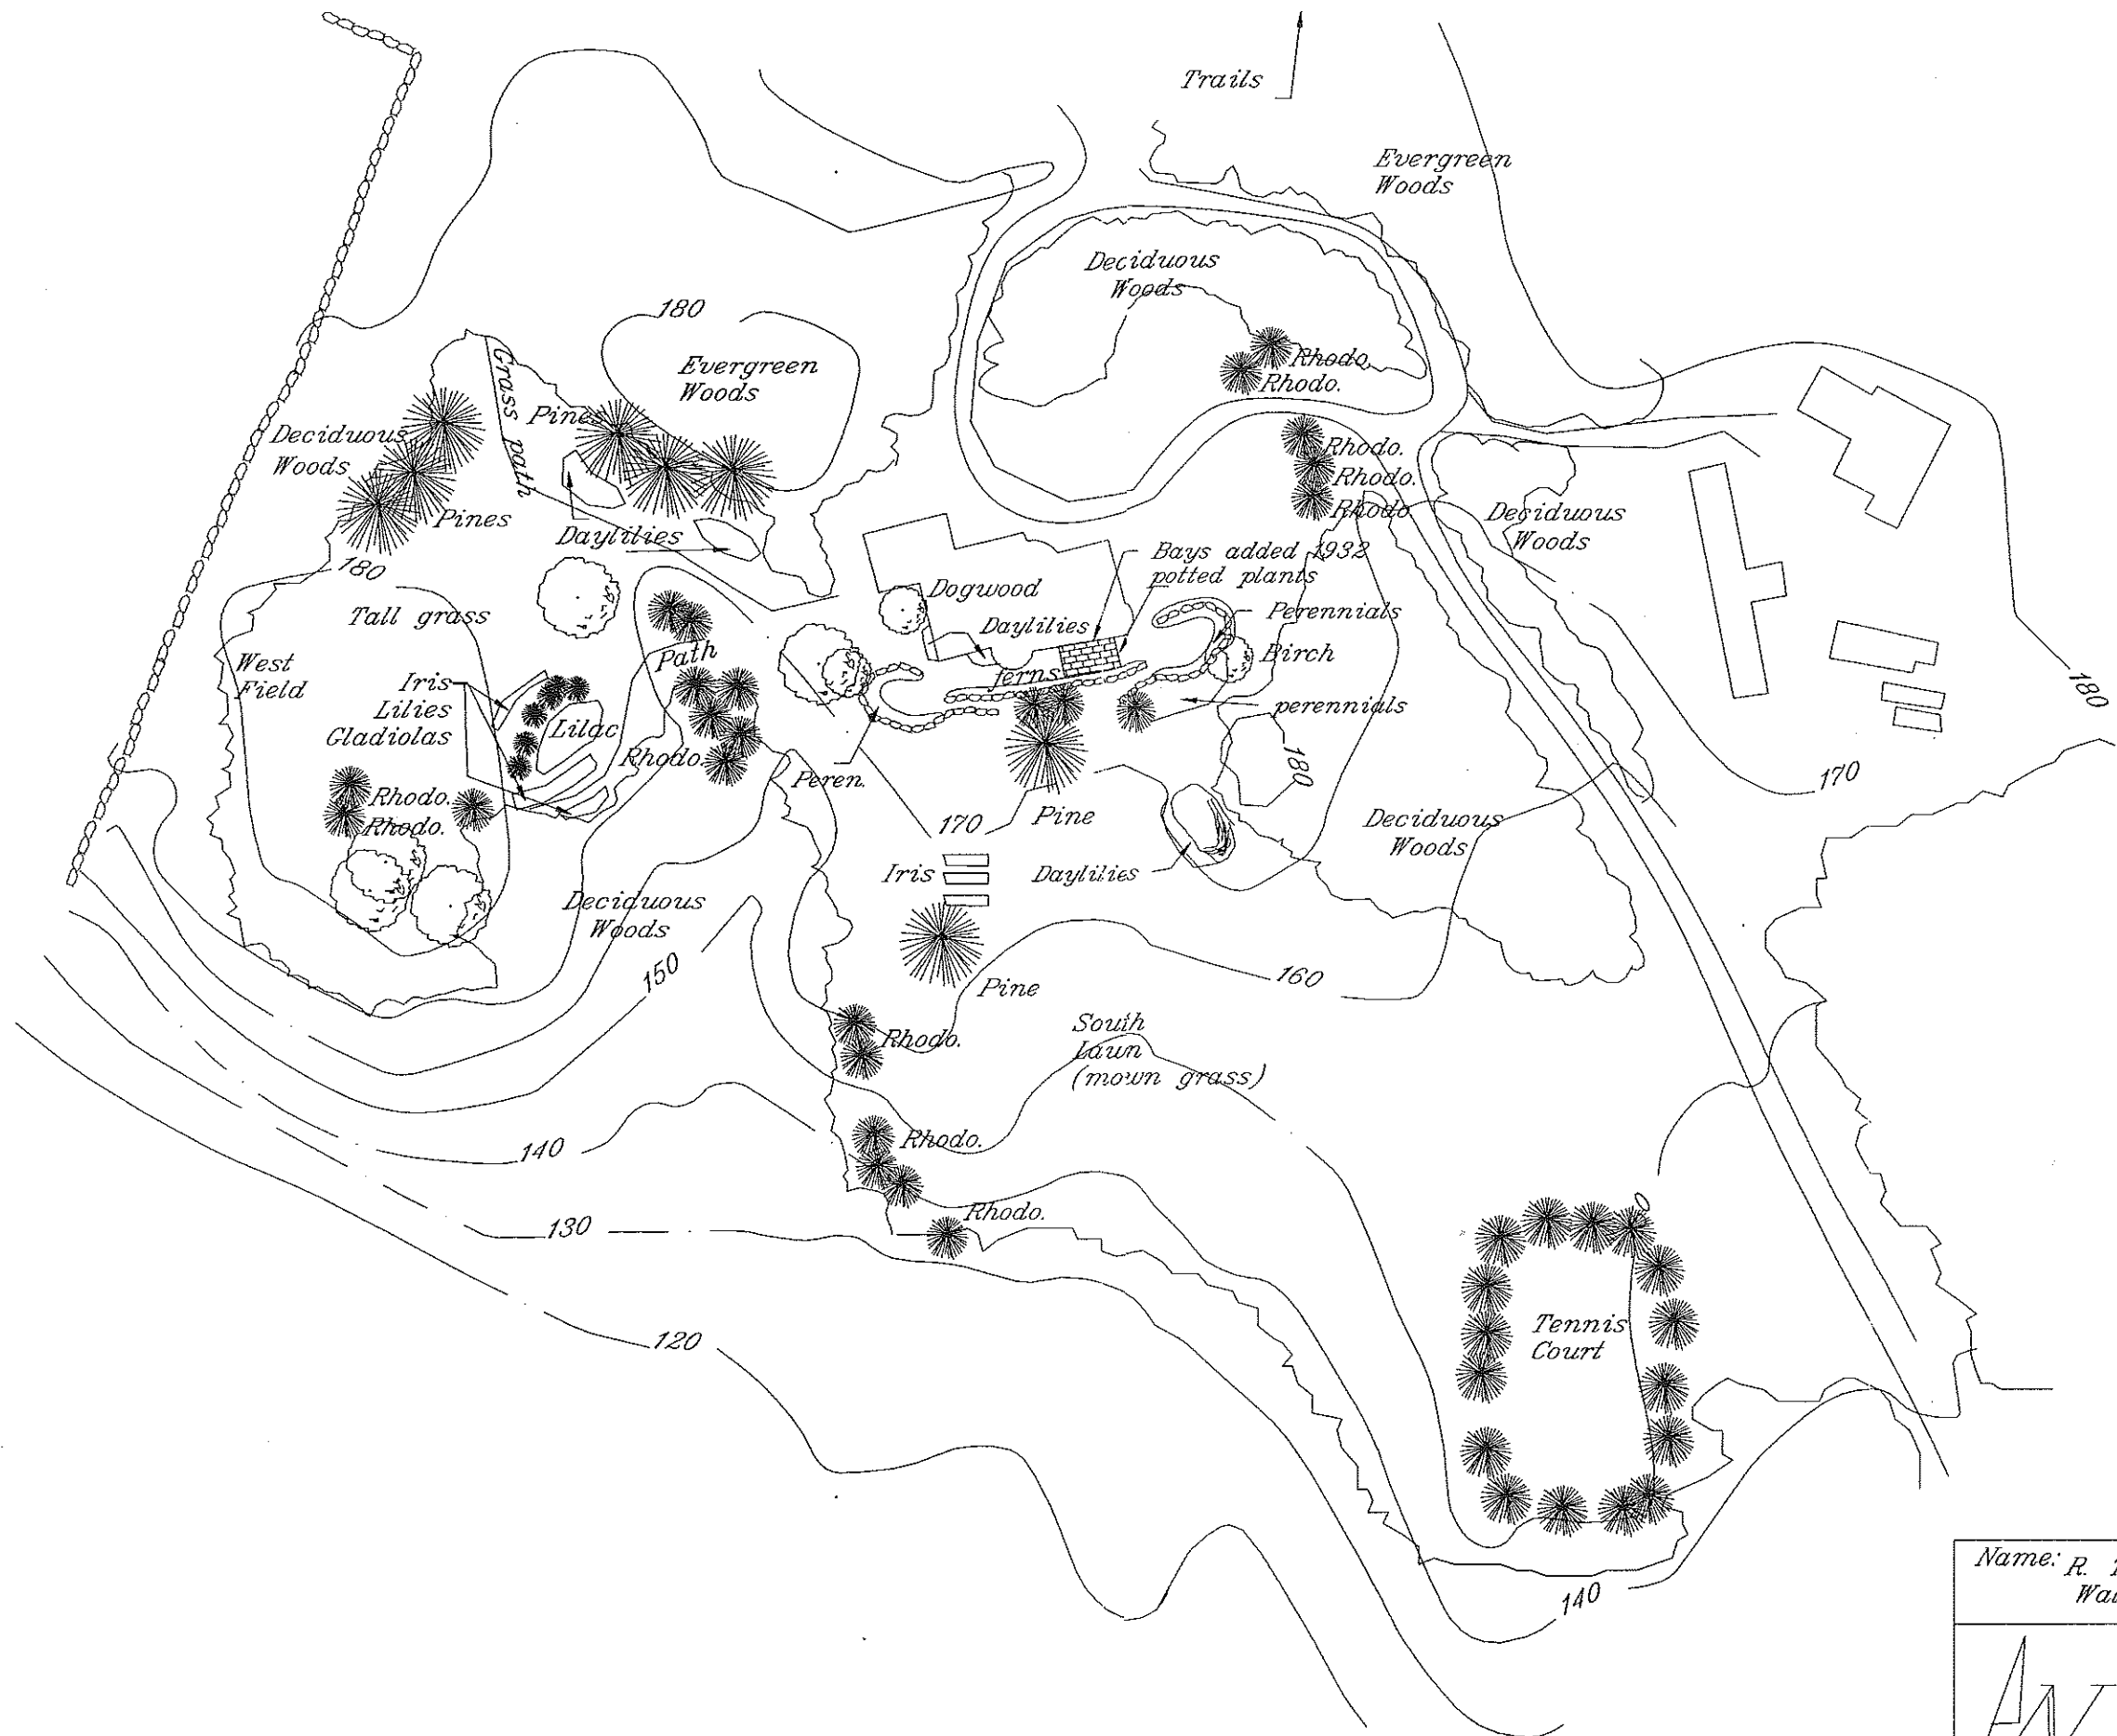 Trails
Evergreen
Woods
Deciduous
Woods
180
Evergreen
Woods
Grass path
Pines
Rhodo.
Rhodo.
Deciduous
Woods
Pines
Rhodo.
Rhodo.
Rhodo.
Daylilies
Deciduous
Woods
180
Bays added 1932
potted plants
Tall grass
Dogwood
Daylilies
Perennials
Birch
Path
ferns
West
Field
Iris
Lilies
Gladiolas
Lilac
perennials
180
Rhodo.
Peren.
180
170
Rhodo.
Rhodo.
170
Pine
Deciduous
Woods
Iris
Daylilies
Deciduous
Woods
150
160
Pine
Rhodo.
South
Lawn
(mown grass)
140
Rhodo.
130
Rhodo.
120
Tennis
Court
140
Name: R.